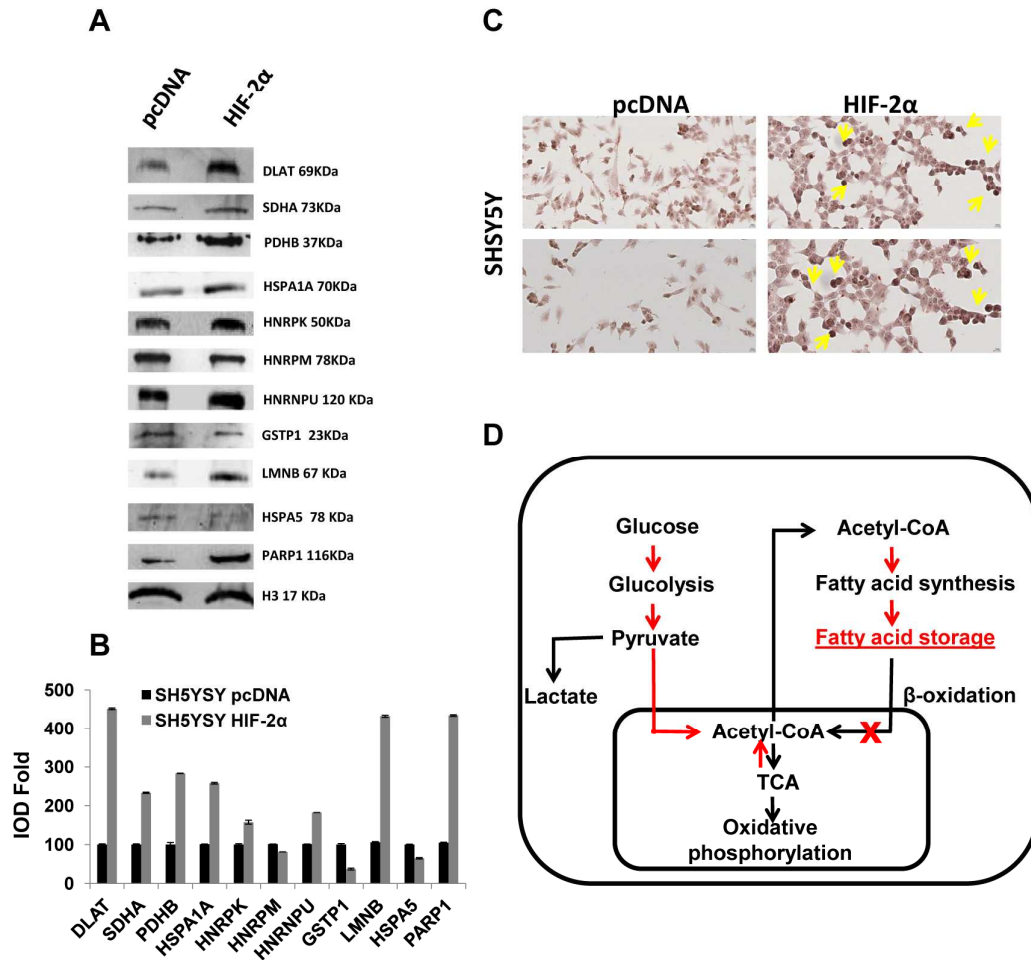 A
pcDNA
HIF-2α
DLAT 69KDa
SDHA 73KDa
PDHB 37KDa
HSPA1A 70KDa
HNRPK 50KDa
HNRPM 78KDa
HNRNPU 120 KDa
GSTP1 23KDa
LMNB 67 KDa
HSPA5 78 KDa
PARP1 116KDa
H3 17 KDa
B
SH5YSY pcDNA
SH5YSY HIF-2α
IOD Fold
500
400
300
200
100
0
DLAT
SDHA
PDHB
HSPA1A
HNRPK
HNRPM
HNRNPU
GSTP1
LMNB
HSPA5
PARP1
C
pcDNA
HIF-2α
SHSY5Y
D
Glucose
Glucolysis
Pyruvate
Lactate
Acetyl-CoA
Fatty acid synthesis
Fatty acid storage
β-oxidation
X
Acetyl-CoA
TCA
Oxidative
phosphorylation